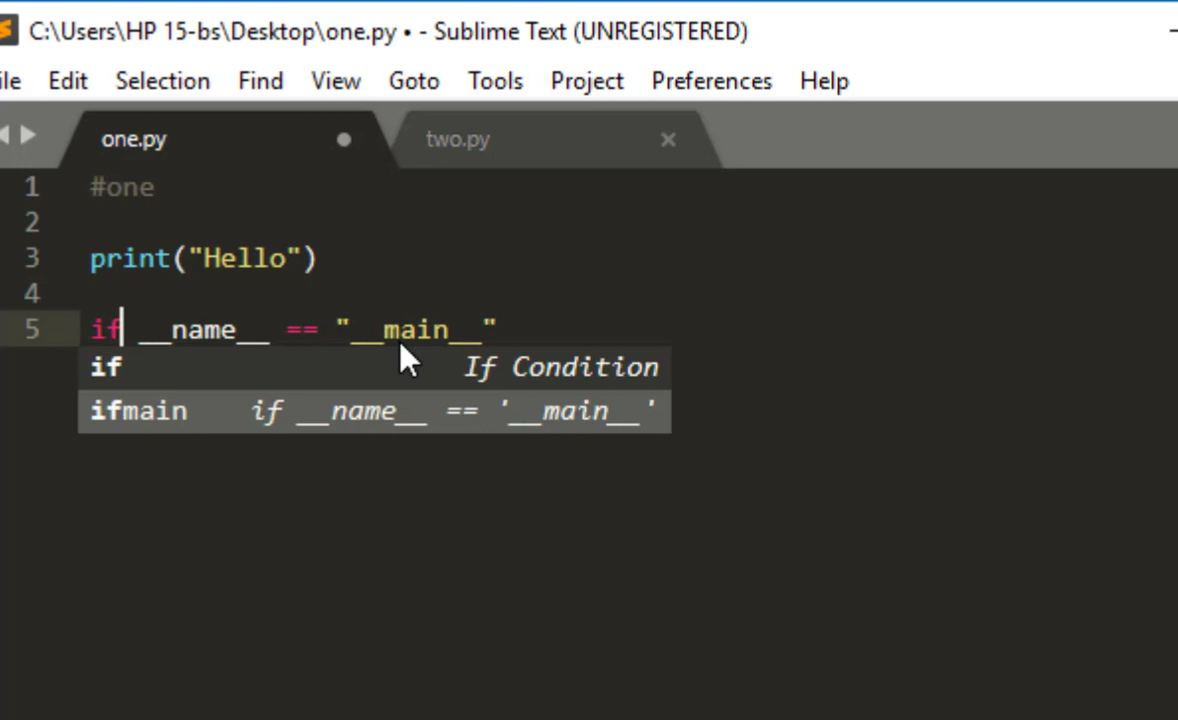 C:\Users\HP 15-bs\Desktop\one.py • - Sublime Text (UNREGISTERED)
ile Edit Selection Find View Goto Tools Project Preferences Help
one.py two.py
1 #one
2
3 print("Hello")
4
5 if __name__ == "__main__"
if If Condition
ifmain if __name__ == '__main__'